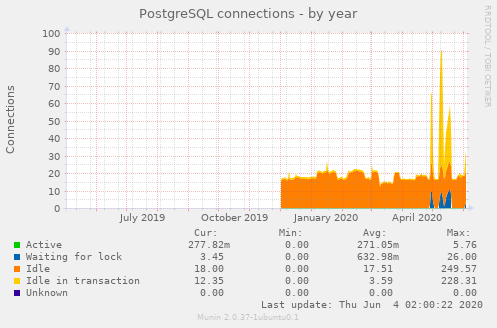 PostgreSQL connections - by year
RRDTOOL / TOBI OETIKER
Connections
100
90
80
70
60
50
40
30
20
10
0
July 2019 October 2019 January 2020 April 2020
Cur: Min: Avg: Max:
Active 277.82m 0.00 271.05m 5.76
Waiting for lock 3.45 0.00 632.98m 26.00
Idle 18.00 0.00 17.51 249.57
Idle in transaction 12.35 0.00 3.59 228.31
Unknown 0.00 0.00 0.00 0.00
Last update: Thu Jun 4 02:00:22 2020
Munin 2.0.37-1ubuntu0.1